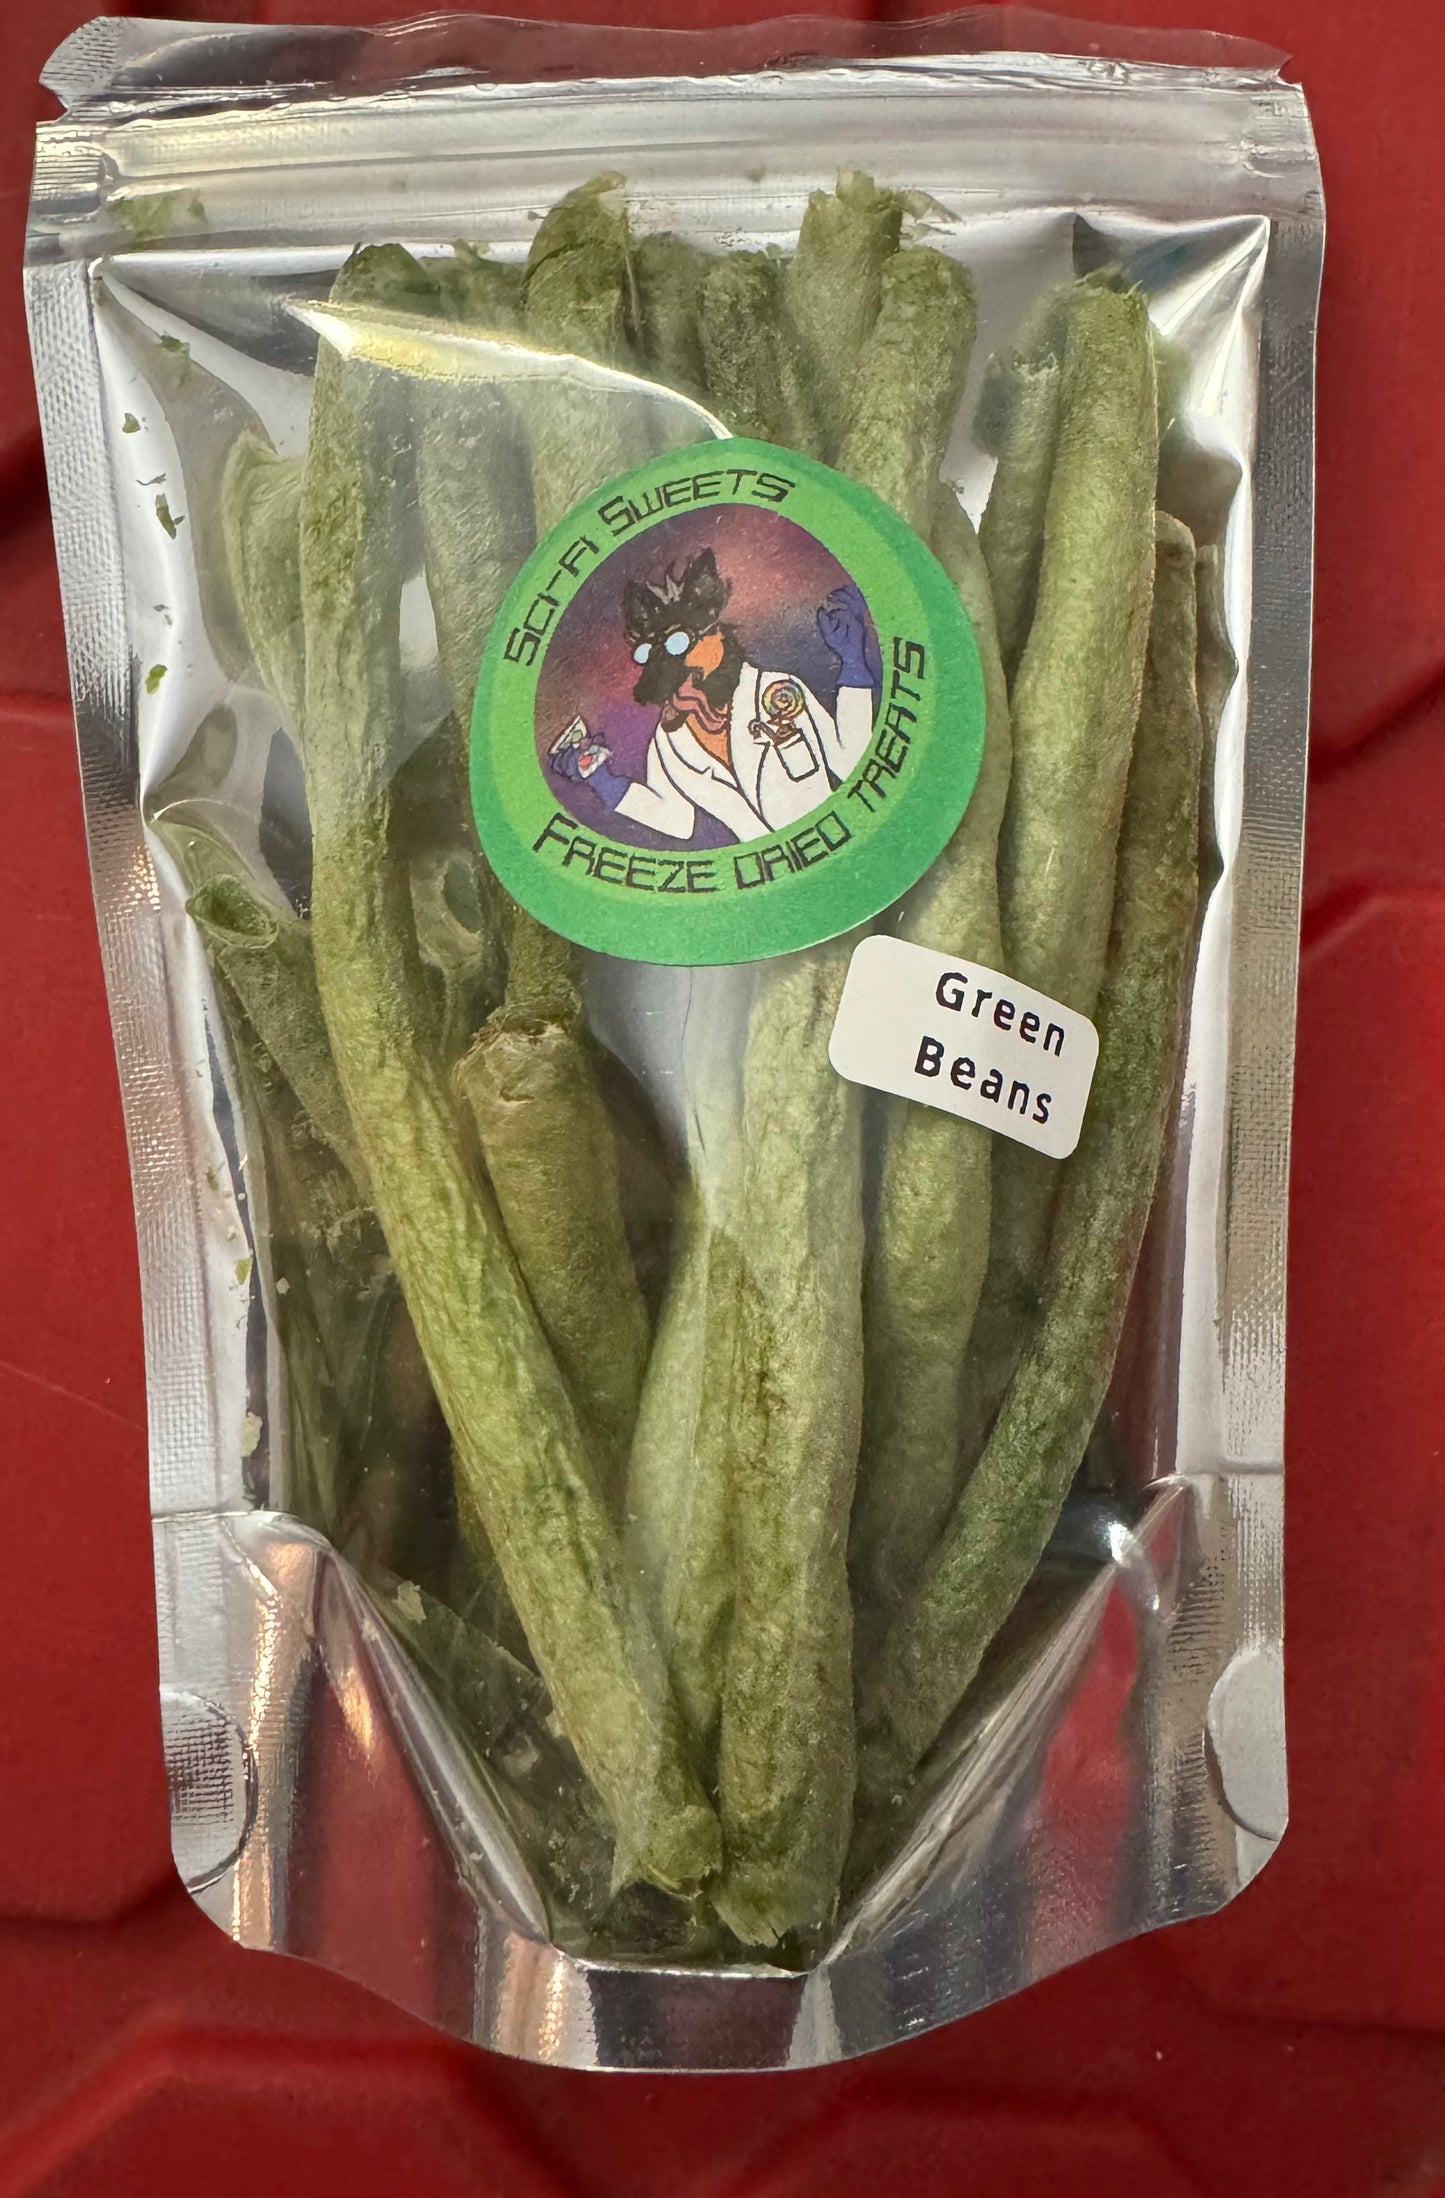 Sci-Fi Sweets
Freeze Dried Treats
Green
Beans